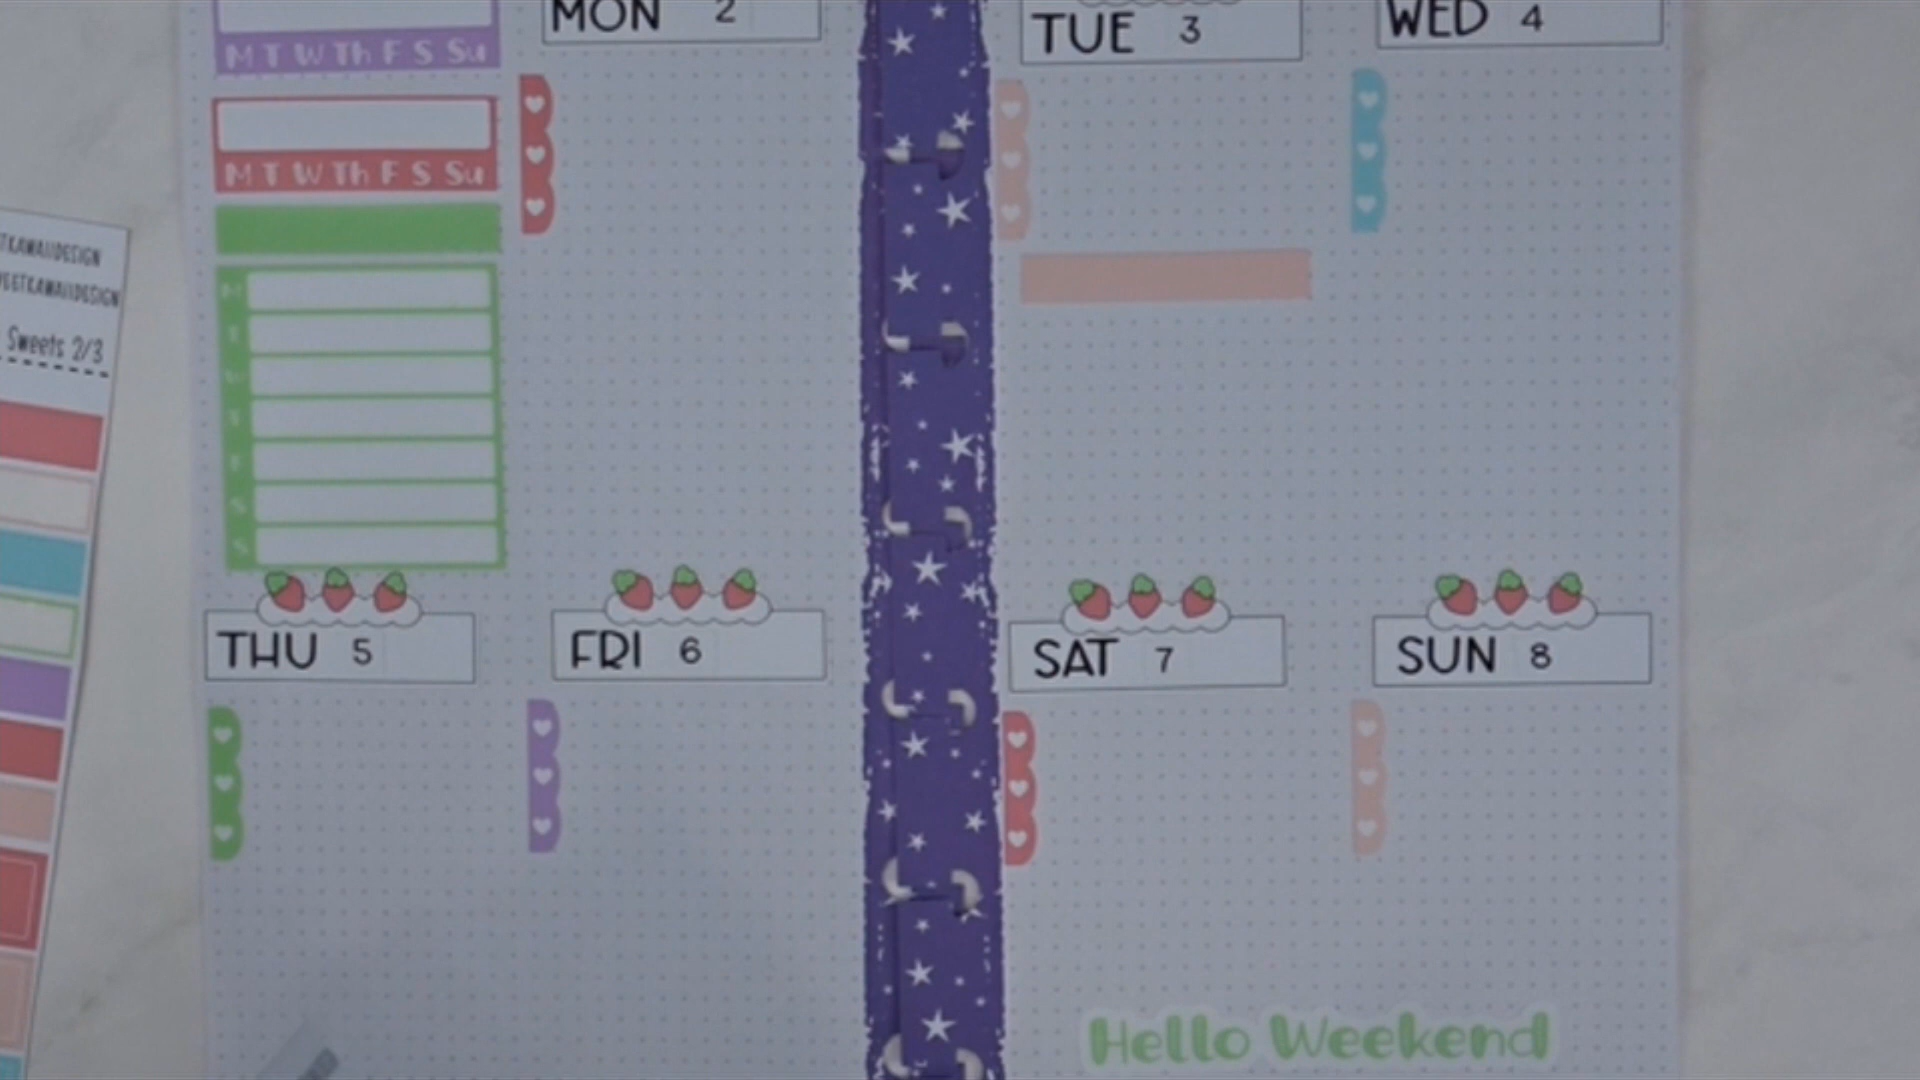 MON 2
TUE 3
WED 4
M T W Th F S Su
M T W Th F S Su
M
T
W
T
F
S
S
Sweets 2/3
THU 5
FRI 6
SAT 7
SUN 8
Hello Weekend